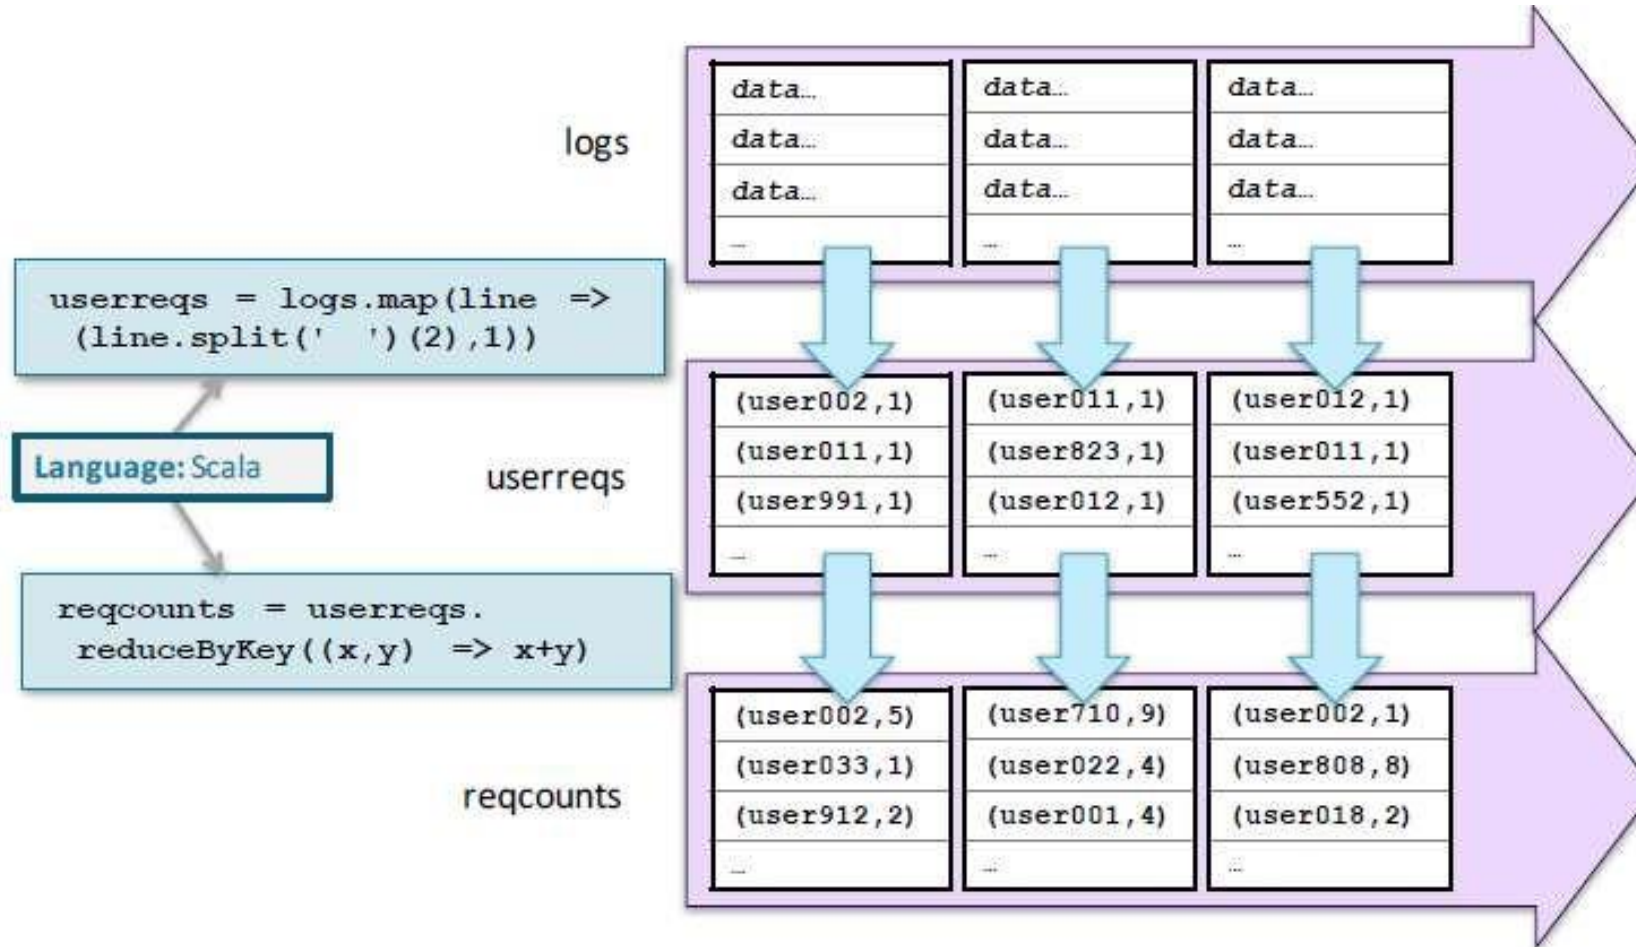 logs
data… data… data…
data… data… data…
data… data… data…
… … …
userreqs = logs.map(line =>
(line.split(' ')(2),1))
Language: Scala
userreqs
(user002,1) (user011,1) (user012,1)
(user011,1) (user823,1) (user011,1)
(user991,1) (user012,1) (user552,1)
… … …
reqcounts = userreqs.
reduceByKey((x,y) => x+y)
reqcounts
(user002,5) (user710,9) (user002,1)
(user033,1) (user022,4) (user808,8)
(user912,2) (user001,4) (user018,2)
… … …